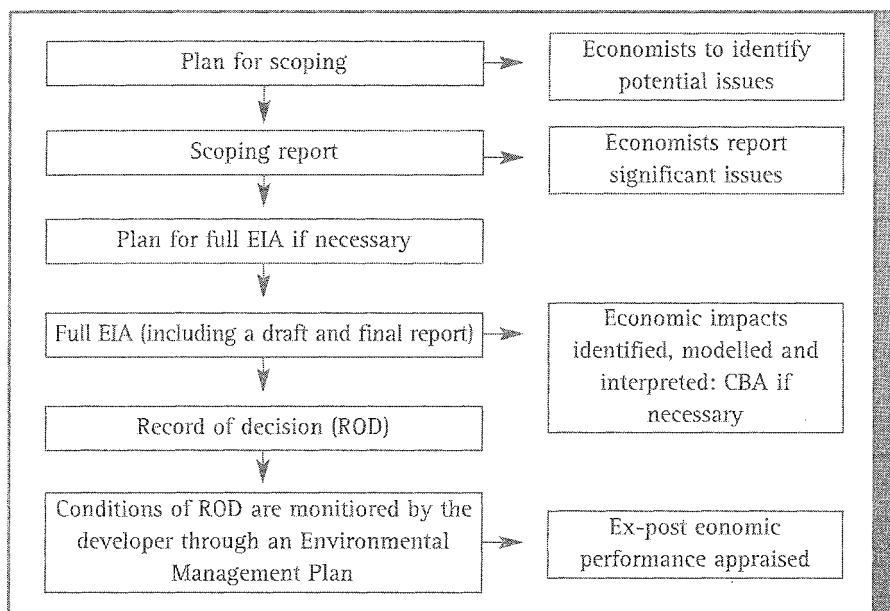 Plan for scoping
Economists to identify
potential issues
Scoping report
Economists report
significant issues
Plan for full EIA if necessary
Full EIA (including a draft and final report)
Economic impacts
identified, modelled and
interpreted: CBA if
necessary
Record of decision (ROD)
Conditions of ROD are monitiored by the
developer through an Environmental
Management Plan
Ex-post eonomic
performance appraised